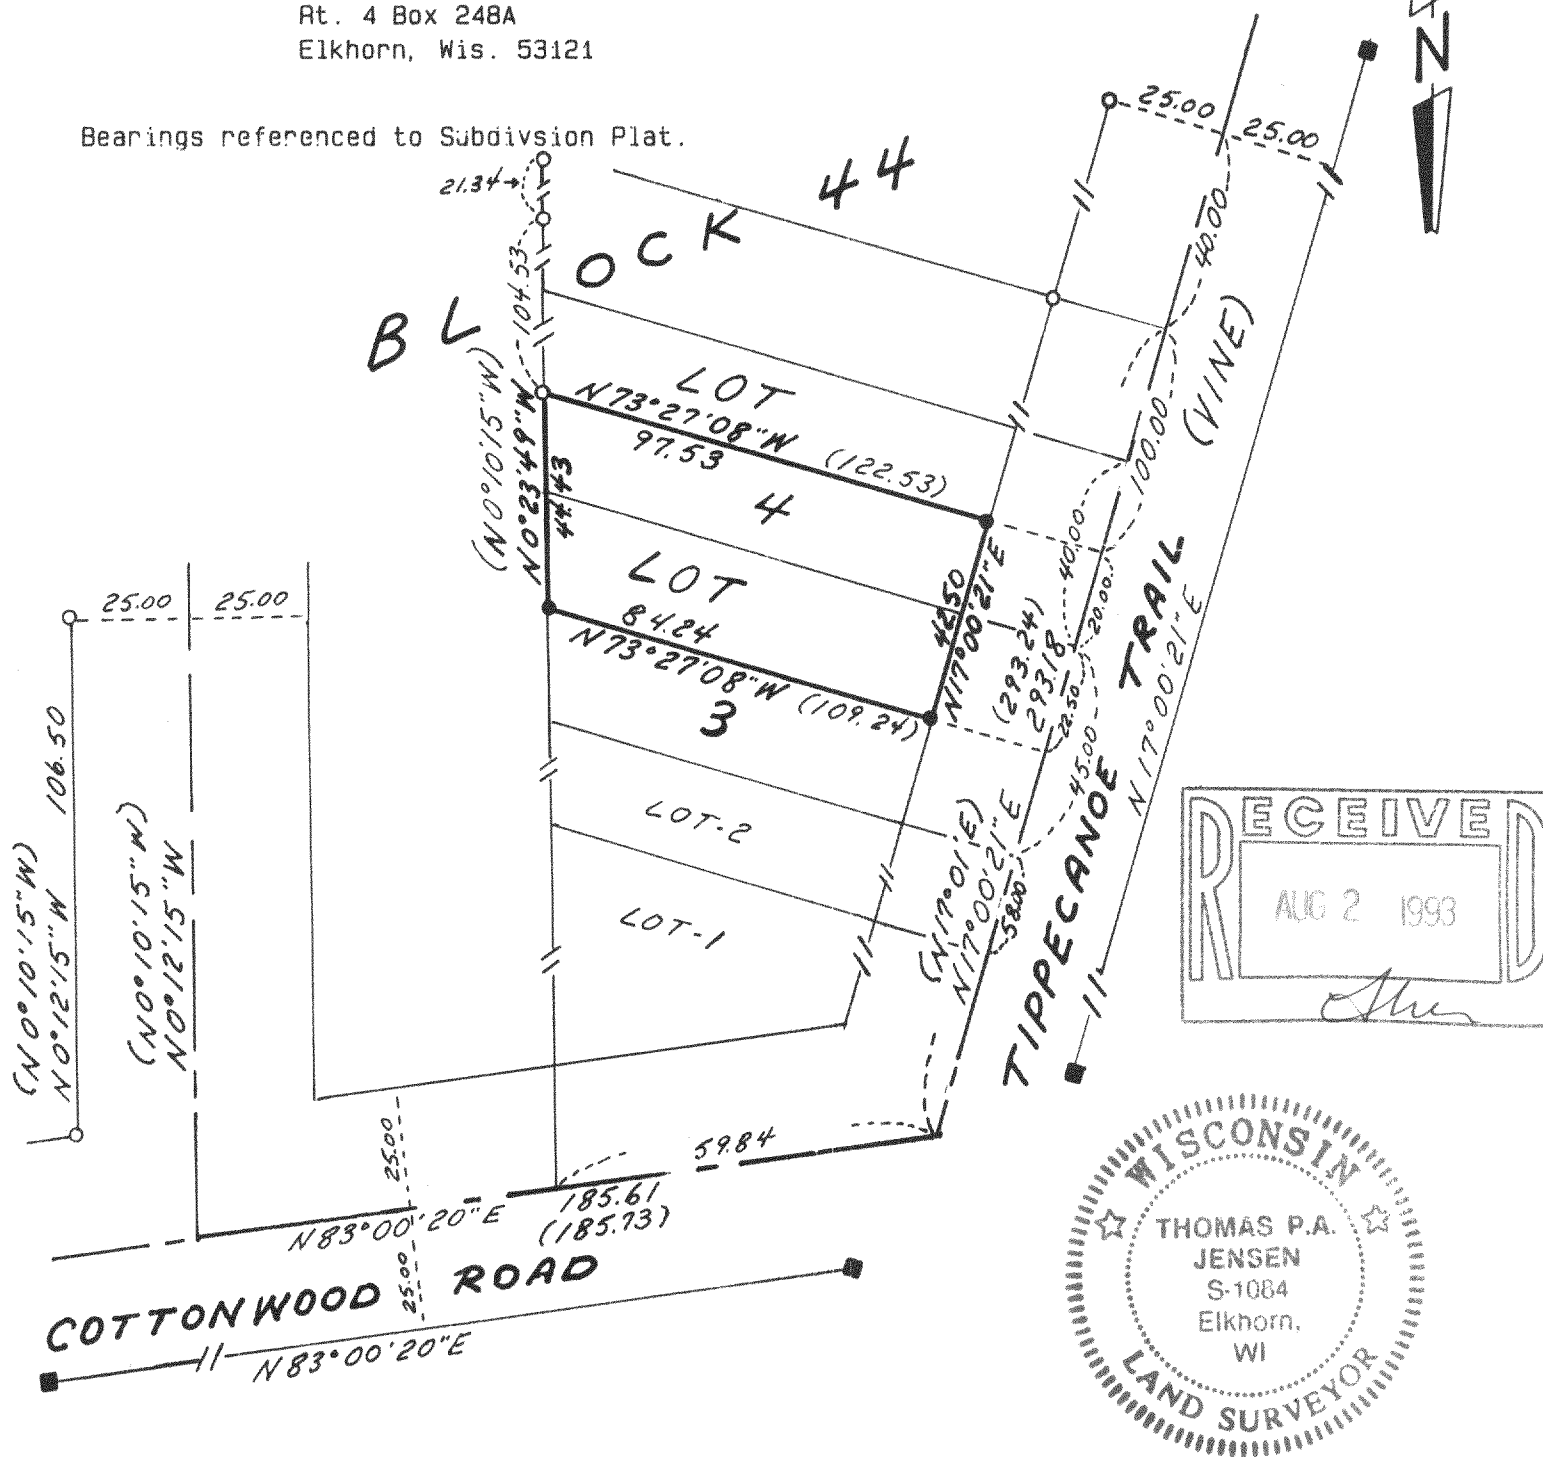 Rt. 4 Box 248A
Elkhorn, Wis. 53121
N
Bearings referenced to Subdivsion Plat.
25.00
25.00
21.34
BLOCK 44
40.00
104.53
(VINE)
(N0°10'15"W)
N0°23'49"W
44.43
LOT
N73°27'08"W
97.53
(122.53)
4
100.00
40.00
20.00
LOT
84.24
N73°27'08"W (109.24)
3
42.50
N17°00'21"E
(293.24)
293.18
22.50
45.00
TIPPECANOE TRAIL
N17°00'21"E
25.00
25.00
106.50
(N0°10'15"W)
N0°12'15"W
(N0°10'15"W)
N0°12'15"W
LOT-2
LOT-1
(N17°01'E)
N17°00'21"E
58.00
RECEIVED
AUG 2 1993
25.00
59.84
185.61
(185.73)
N83°00'20"E
25.00
COTTONWOOD ROAD
N83°00'20"E
WISCONSIN
THOMAS P.A.
JENSEN
S-1084
Elkhorn,
WI
LAND SURVEYOR